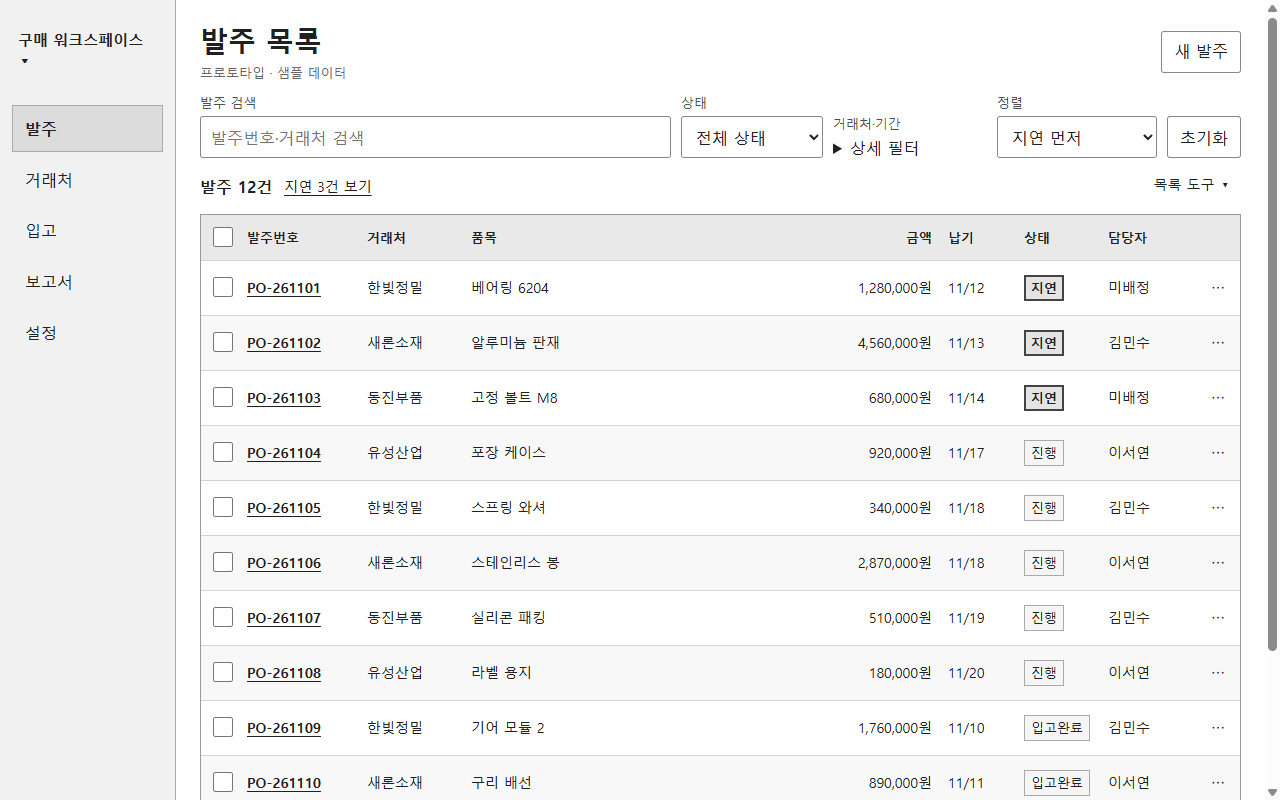 구매 워크스페이스
▾
발주
거래처
입고
보고서
설정
발주 목록
프로토타입 · 샘플 데이터
새 발주
발주 검색
상태
거래처·기간
정렬
발주번호·거래처 검색
전체 상태
▶ 상세 필터
지연 먼저
초기화
발주 12건 지연 3건 보기
목록 도구 ▾
발주번호 거래처 품목 금액 납기 상태 담당자
PO-261101 한빛정밀 베어링 6204 1,280,000원 11/12 지연 미배정 ···
PO-261102 새론소재 알루미늄 판재 4,560,000원 11/13 지연 김민수 ···
PO-261103 동진부품 고정 볼트 M8 680,000원 11/14 지연 미배정 ···
PO-261104 유성산업 포장 케이스 920,000원 11/17 진행 이서연 ···
PO-261105 한빛정밀 스프링 와셔 340,000원 11/18 진행 김민수 ···
PO-261106 새론소재 스테인리스 봉 2,870,000원 11/18 진행 이서연 ···
PO-261107 동진부품 실리콘 패킹 510,000원 11/19 진행 김민수 ···
PO-261108 유성산업 라벨 용지 180,000원 11/20 진행 이서연 ···
PO-261109 한빛정밀 기어 모듈 2 1,760,000원 11/10 입고완료 김민수 ···
PO-261110 새론소재 구리 배선 890,000원 11/11 입고완료 이서연 ···